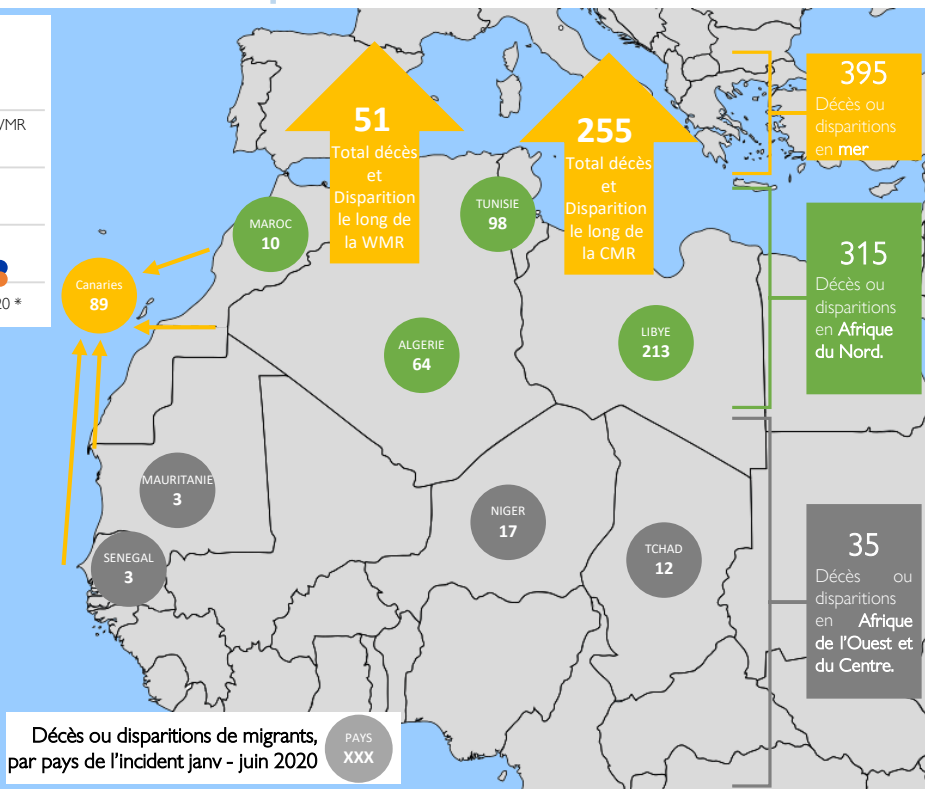 VMR
20 *
51
Total décès
et
Disparition
le long de
la WMR
255
Total décès
et
Disparition
le long de
la CMR
395
Décès ou
disparitions
en mer
TUNISIE
98
MAROC
10
315
Décès ou
disparitions
en Afrique
du Nord.
Canaries
89
ALGERIE
64
LIBYE
213
MAURITANIE
3
NIGER
17
SENEGAL
3
TCHAD
12
35
Décès ou
disparitions
en Afrique
de l'Ouest et
du Centre.
Décès ou disparitions de migrants,
par pays de l'incident janv - juin 2020
PAYS
XXX